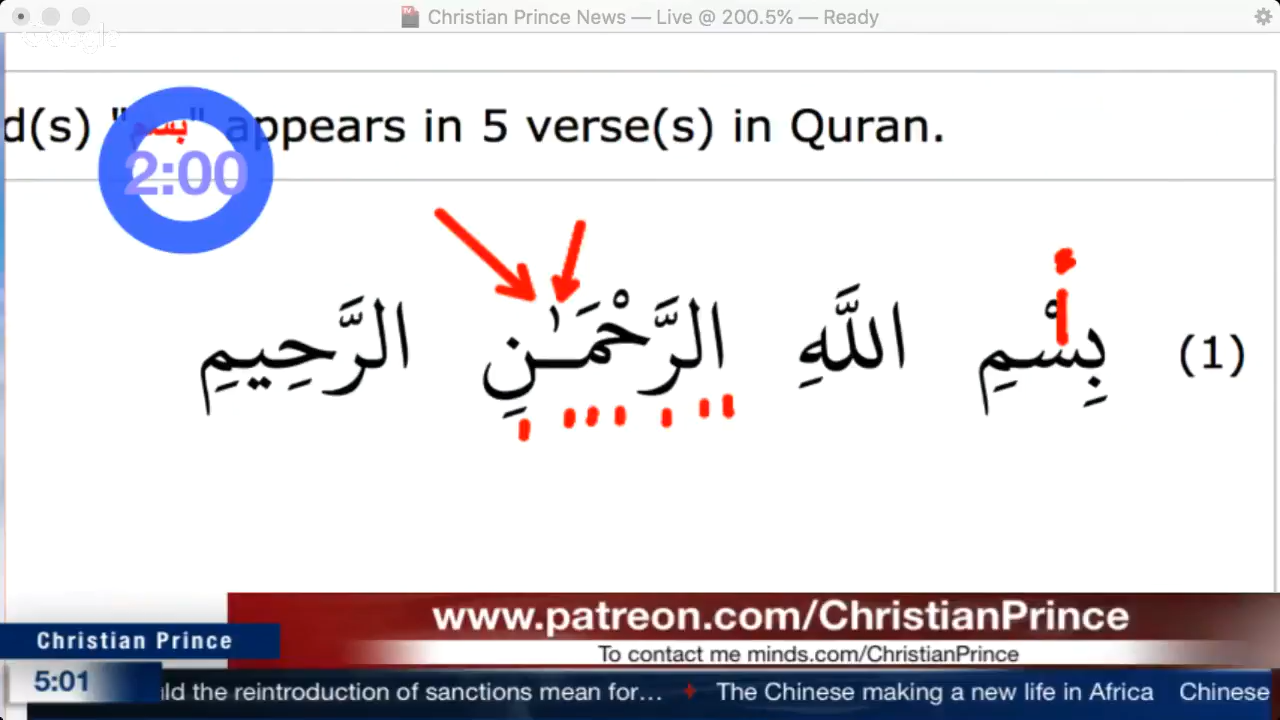 Christian Prince News — Live @ 200.5% — Ready
Google
d(s) "بسم" appears in 5 verse(s) in Quran.
2:00
أ
(1) بِسْمِ اللَّهِ الرَّحْمَـٰنِ الرَّحِيمِ
www.patreon.com/ChristianPrince
Christian Prince
To contact me minds.com/ChristianPrince
5:01
ld the reintroduction of sanctions mean for... + The Chinese making a new life in Africa Chinese